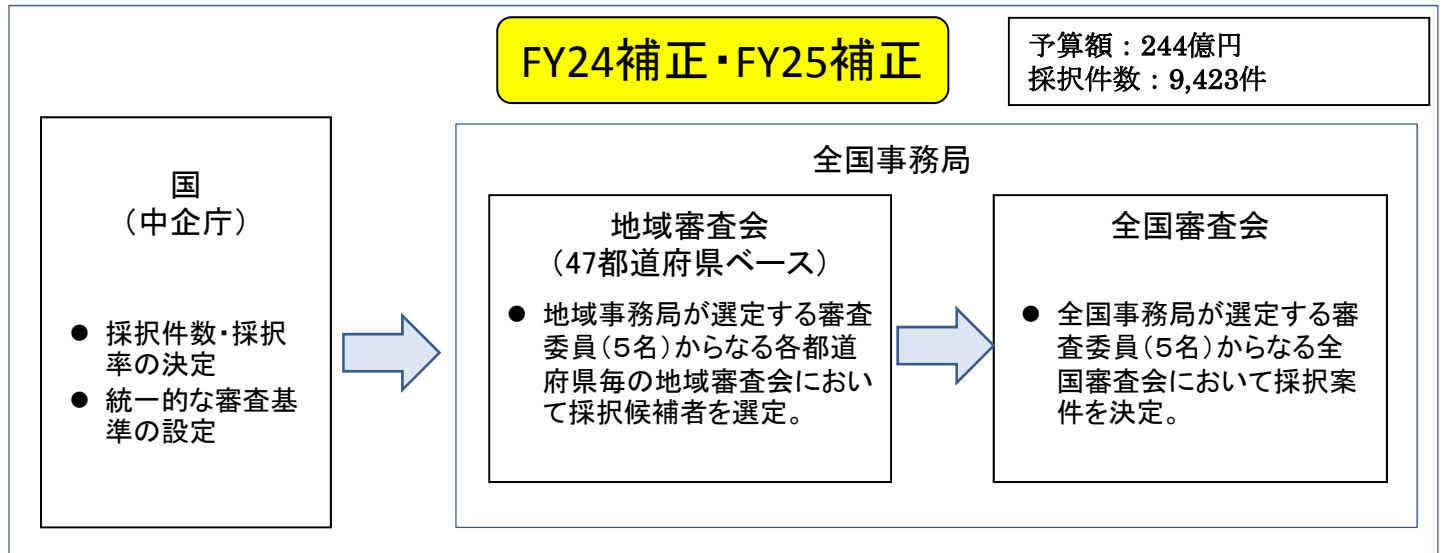 FY24補正・FY25補正
予算額：244億円
採択件数：9,423件
国
（中企庁）
● 採択件数・採択
率の決定
● 統一的な審査基
準の設定
全国事務局
地域審査会
（47都道府県ベース）
● 地域事務局が選定する審査
委員（５名）からなる各都道
府県毎の地域審査会におい
て採択候補者を選定。
全国審査会
● 全国事務局が選定する審
査委員（５名）からなる全
国審査会において採択案
件を決定。